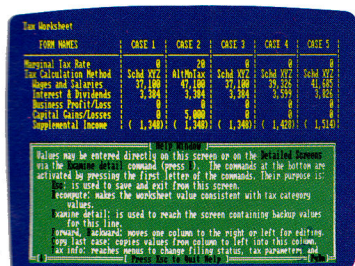 Tax Worksheet
FORM NAMES CASE 1 CASE 2 CASE 3 CASE 4 CASE 5
Marginal Tax Rate 0 20 0 0 0
Tax Calculation Method Schd XYZ AltMnTax Schd XYZ Schd XYZ Schd XYZ
Wages and Salaries 37,100 47,100 37,100 39,326 41,685
Interest & Dividends 3,384 3,384 3,384 3,599 3,826
Business Profit/Loss 0 0 0 0 0
Capital Gains/Losses 0 5,000 0 0 0
Supplemental Income ( 1,348) ( 1,348) ( 1,348) ( 1,428) ( 1,514)
Help Window
Values may be entered directly on this screen or on the Detailed Screens
via the Examine detail command (press E). The commands at the bottom are
activated by pressing the first letter of the commands. Their purpose is:
Esc: is used to save and exit from this screen.
Recompute: makes the worksheet value consistent with tax category
values.
Examine detail: is used to reach the screen containing backup values
for this line.
Forward, Backward: moves one column to the right or left for editing.
Copy last case: copies values from column to left into this column.
Tax info: reaches menus to change filing status, tax parameters and
Press Esc to Quit Help
PgDn